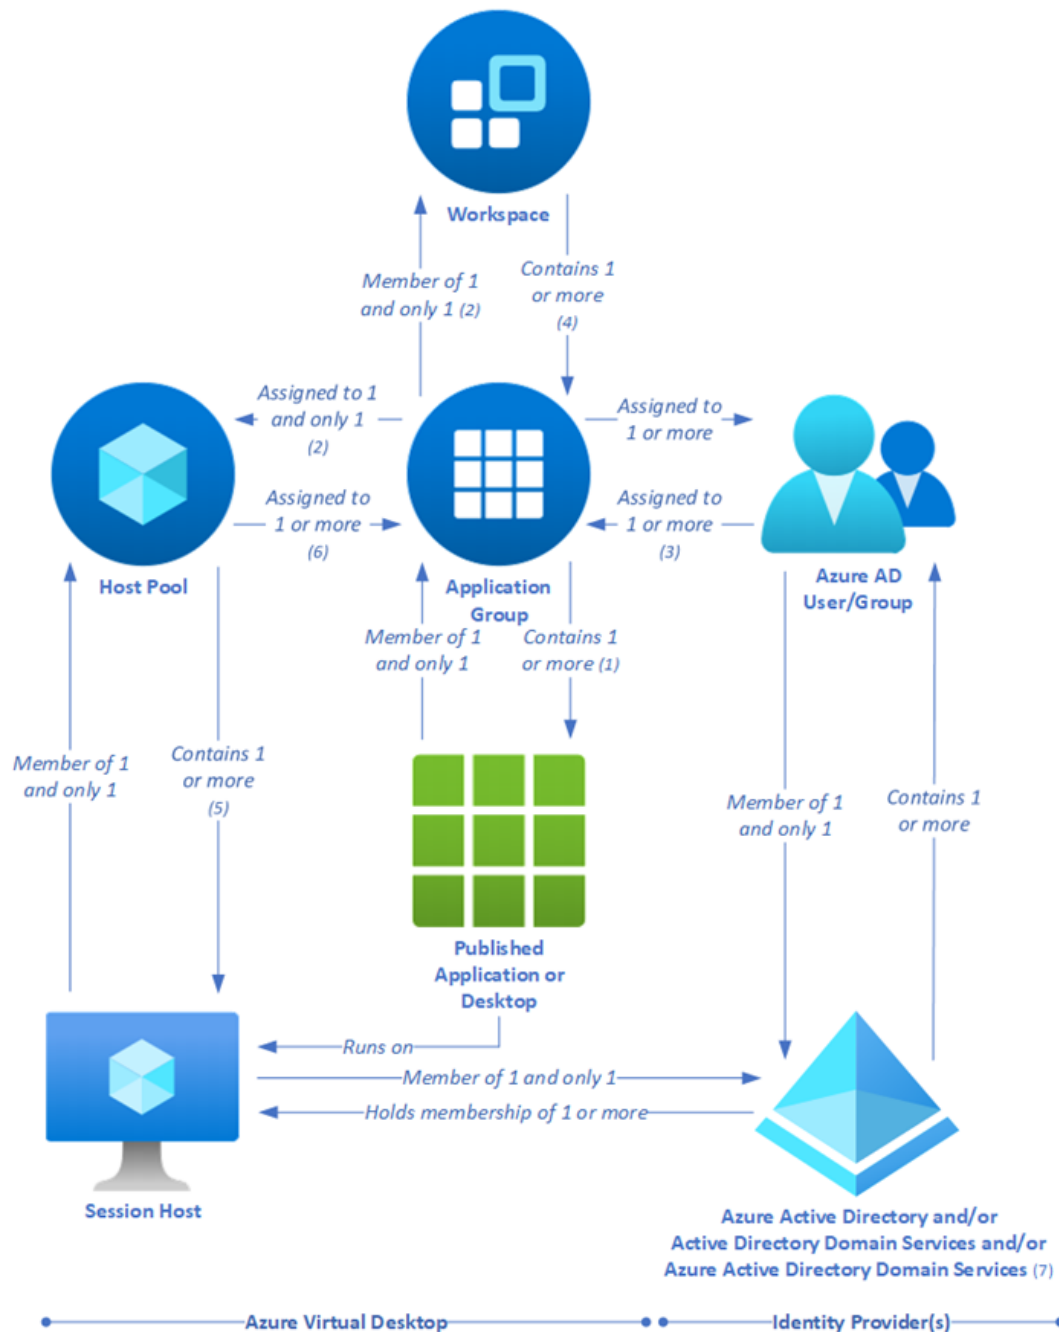 Workspace
Member of 1
and only 1 (2)
Contains 1
or more
(4)
Assigned to 1
and only 1
(2)
Assigned to
1 or more
Assigned to
1 or more
(6)
Assigned to
1 or more
(3)
Host Pool
Application
Group
Azure AD
User/Group
Member of 1
and only 1
Contains 1
or more (1)
Member of 1
and only 1
Contains 1
or more
(5)
Member of 1
and only 1
Contains 1
or more
Published
Application or
Desktop
Runs on
Member of 1 and only 1
Holds membership of 1 or more
Session Host
Azure Active Directory and/or
Active Directory Domain Services and/or
Azure Active Directory Domain Services (7)
Azure Virtual Desktop
Identity Provider(s)